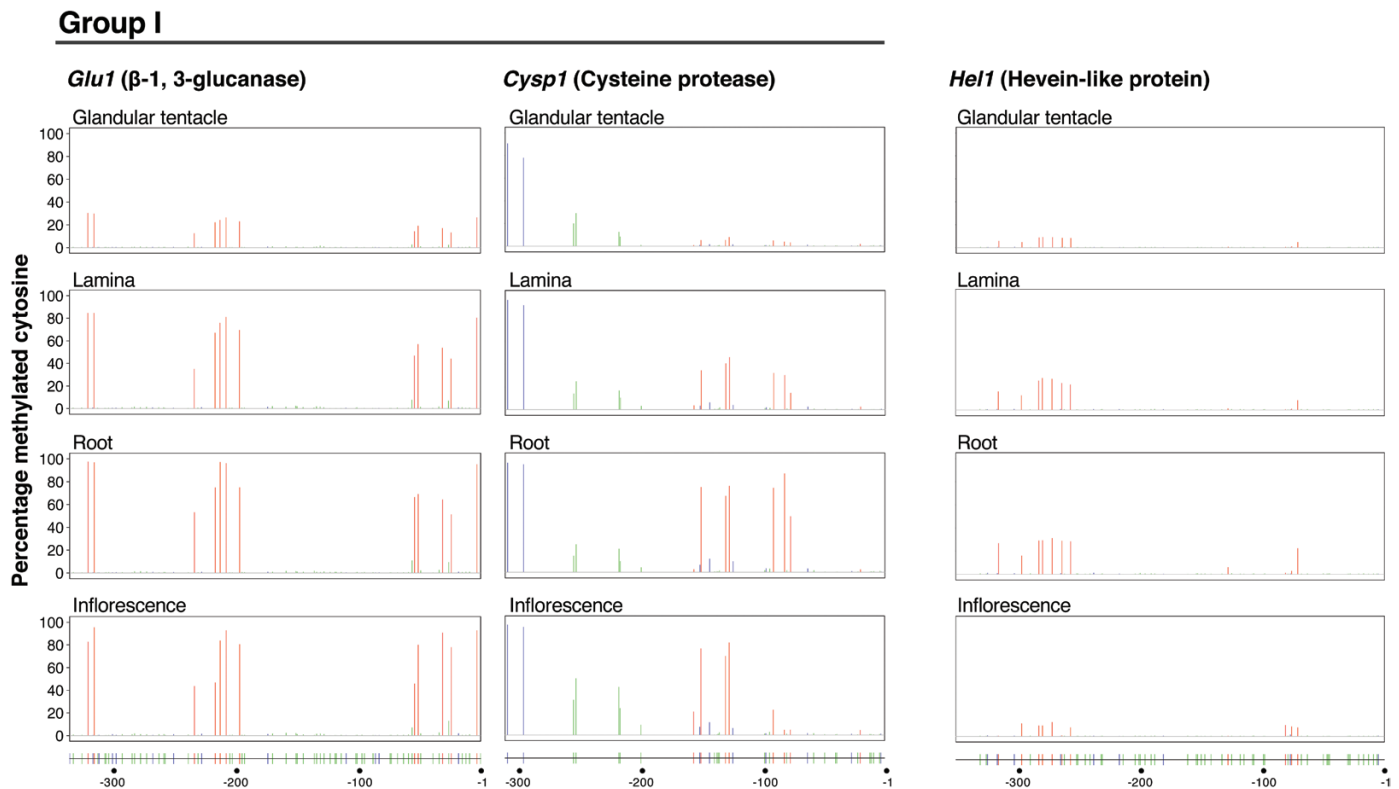 Group I
Glu1 (β-1, 3-glucanase)
Cysp1 (Cysteine protease)
Hel1 (Hevein-like protein)
Glandular tentacle
Glandular tentacle
Glandular tentacle
100
80
60
40
20
0
Lamina
Lamina
Lamina
100
80
60
40
20
0
Percentage methylated cytosine
Root
Root
Root
100
80
60
40
20
0
Inflorescence
Inflorescence
Inflorescence
100
80
60
40
20
0
-300 -200 -100 -1
-300 -200 -100 -1
-300 -200 -100 -1